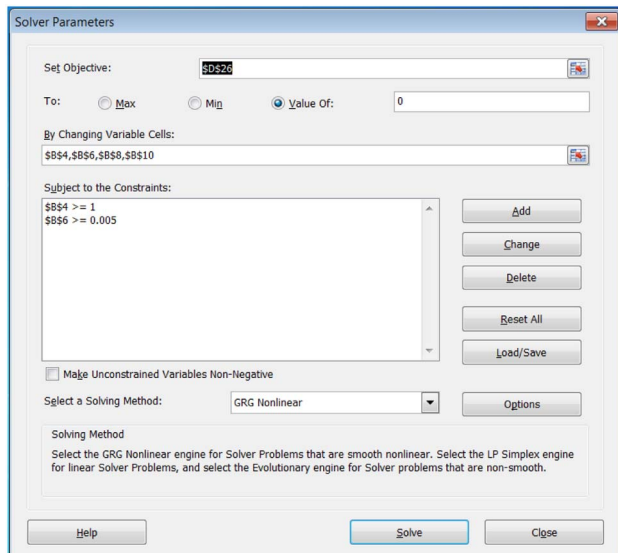 Solver Parameters
Set Objective:
$D$26
To:
Max
Min
Value Of:
0
By Changing Variable Cells:
$B$4,$B$6,$B$8,$B$10
Subject to the Constraints:
$B$4 >= 1
$B$6 >= 0.005
Add
Change
Delete
Reset All
Load/Save
Make Unconstrained Variables Non-Negative
Select a Solving Method:
GRG Nonlinear
Options
Solving Method
Select the GRG Nonlinear engine for Solver Problems that are smooth nonlinear. Select the LP Simplex engine
for linear Solver Problems, and select the Evolutionary engine for Solver problems that are non-smooth.
Help
Solve
Close